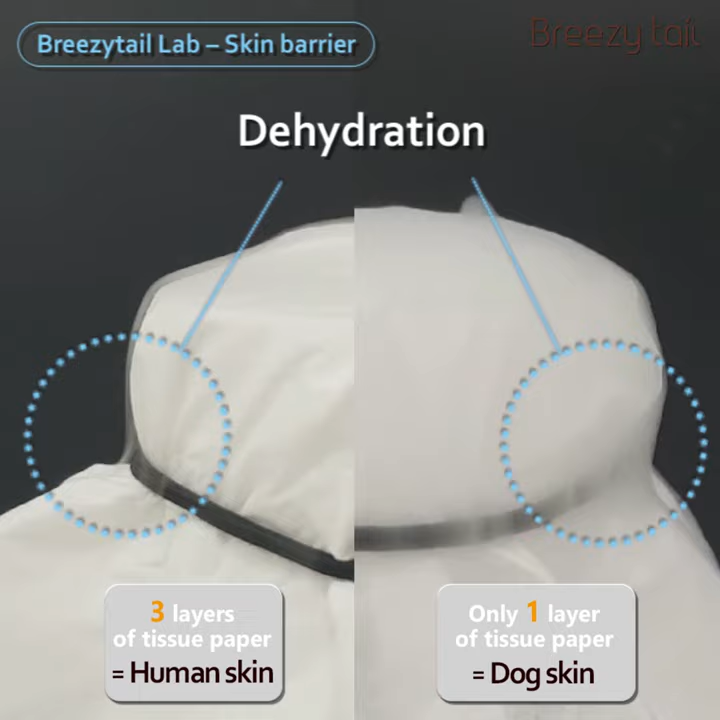 Breezytail Lab – Skin barrier
Breezy tail
Dehydration
3 layers
of tissue paper
= Human skin
Only 1 layer
of tissue paper
= Dog skin